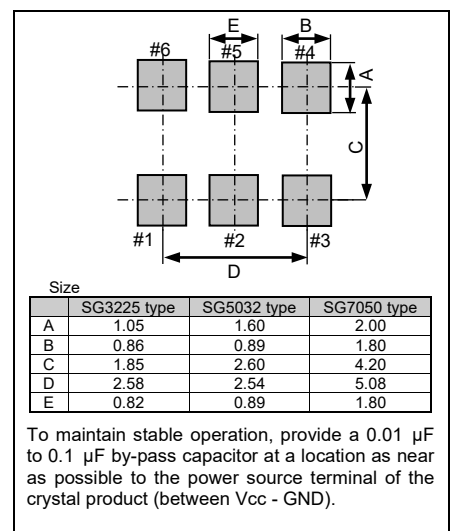 E B
#6 #5 #4
A
C
#1 #2 #3
D
Size
SG3225 type SG5032 type SG7050 type
A 1.05 1.60 2.00
B 0.86 0.89 1.80
C 1.85 2.60 4.20
D 2.58 2.54 5.08
E 0.82 0.89 1.80
To maintain stable operation, provide a 0.01 µF
to 0.1 µF by-pass capacitor at a location as near
as possible to the power source terminal of the
crystal product (between Vcc - GND).